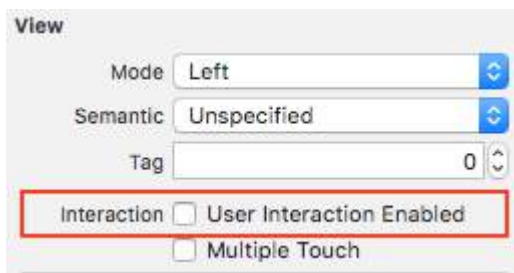 View
Mode Left
Semantic Unspecified
Tag 0
Interaction User Interaction Enabled
Multiple Touch